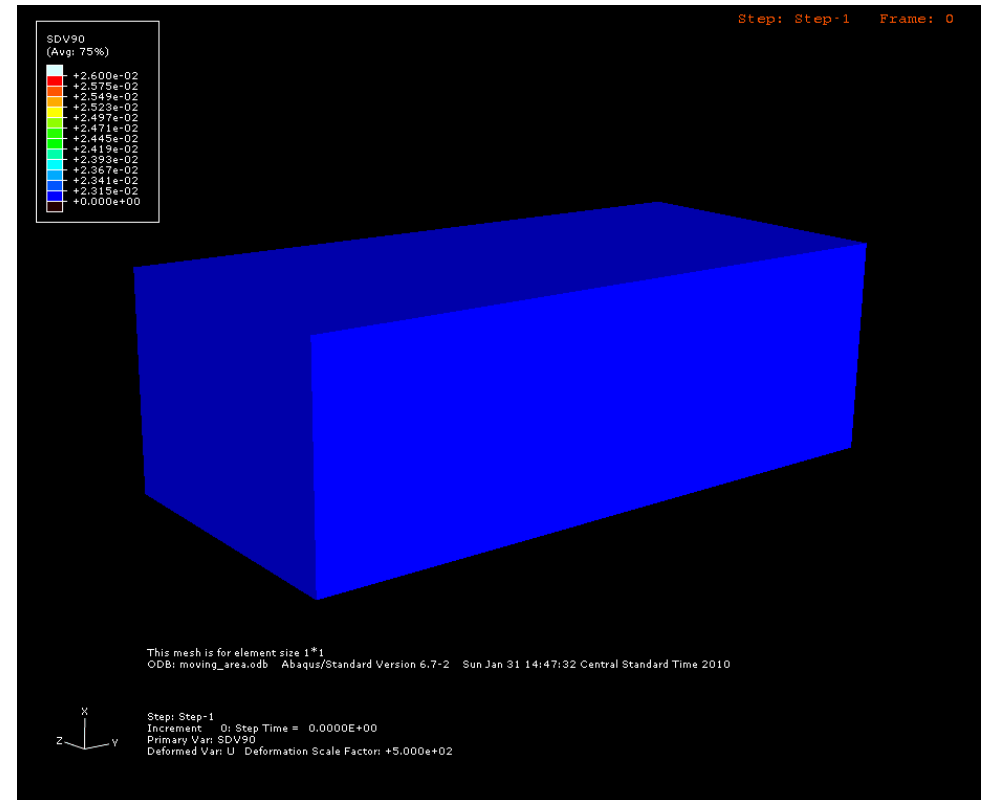 Step: Step-1 Frame: 0
SDV90
(Avg: 75%)
+2.600e-02
+2.575e-02
+2.549e-02
+2.523e-02
+2.497e-02
+2.471e-02
+2.445e-02
+2.419e-02
+2.393e-02
+2.367e-02
+2.341e-02
+2.315e-02
+0.000e+00
This mesh is for element size 1*1
ODB: moving_area.odb Abaqus/Standard Version 6.7-2 Sun Jan 31 14:47:32 Central Standard Time 2010
X
Z Y
Step: Step-1
Increment 0: Step Time = 0.0000E+00
Primary Var: SDV90
Deformed Var: U Deformation Scale Factor: +5.000e+02